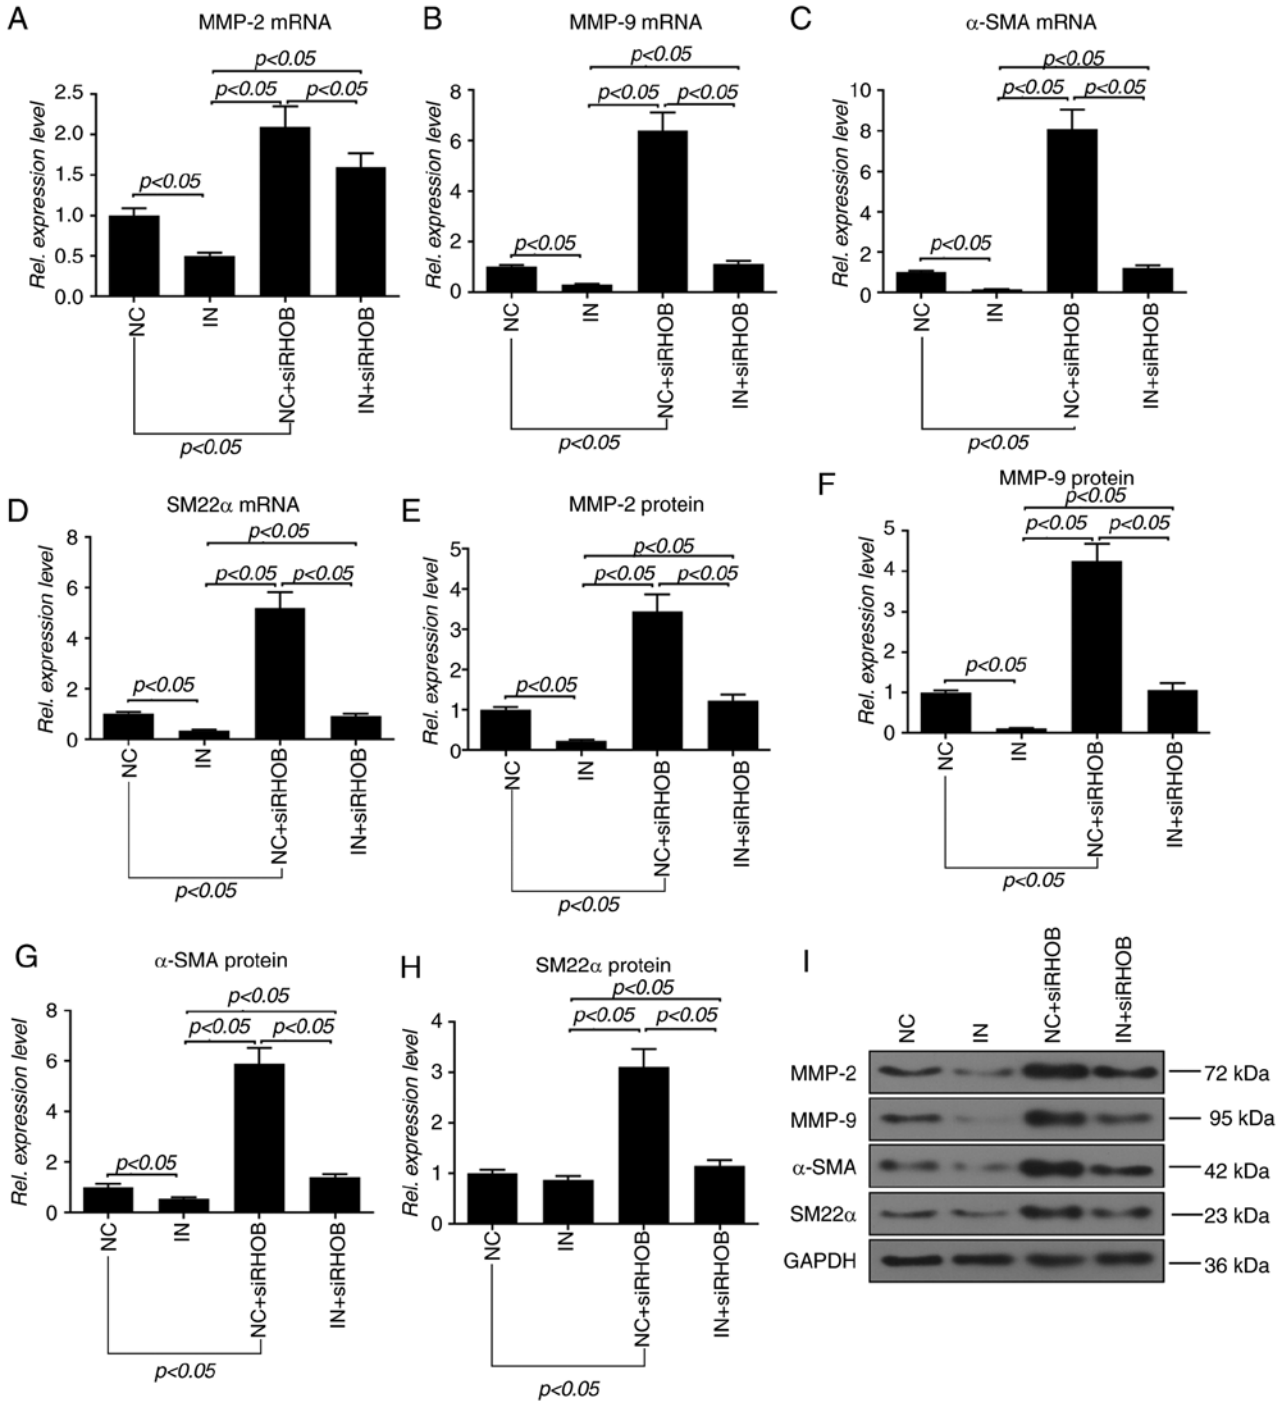 A
MMP-2 mRNA
p<0.05
p<0.05
p<0.05
p<0.05
Rel. expression level
2.5
2.0
1.5
1.0
0.5
0.0
NC
IN
NC+siRHOB
IN+siRHOB
p<0.05
B
MMP-9 mRNA
p<0.05
p<0.05
p<0.05
p<0.05
Rel. expression level
8
6
4
2
0
NC
IN
NC+siRHOB
IN+siRHOB
p<0.05
C
α-SMA mRNA
p<0.05
p<0.05
p<0.05
p<0.05
Rel. expression level
10
8
6
4
2
0
NC
IN
NC+siRHOB
IN+siRHOB
p<0.05
D
SM22α mRNA
p<0.05
p<0.05
p<0.05
p<0.05
Rel. expression level
8
6
4
2
0
NC
IN
NC+siRHOB
IN+siRHOB
p<0.05
E
MMP-2 protein
p<0.05
p<0.05
p<0.05
p<0.05
Rel. expression level
5
4
3
2
1
0
NC
IN
NC+siRHOB
IN+siRHOB
p<0.05
F
MMP-9 protein
p<0.05
p<0.05
p<0.05
p<0.05
Rel. expression level
5
4
3
2
1
0
NC
IN
NC+siRHOB
IN+siRHOB
p<0.05
G
α-SMA protein
p<0.05
p<0.05
p<0.05
p<0.05
Rel. expression level
8
6
4
2
0
NC
IN
NC+siRHOB
IN+siRHOB
p<0.05
H
SM22α protein
p<0.05
p<0.05
p<0.05
Rel. expression level
4
3
2
1
0
NC
IN
NC+siRHOB
IN+siRHOB
p<0.05
I
NC
IN
NC+siRHOB
IN+siRHOB
MMP-2 72 kDa
MMP-9 95 kDa
α-SMA 42 kDa
SM22α 23 kDa
GAPDH 36 kDa